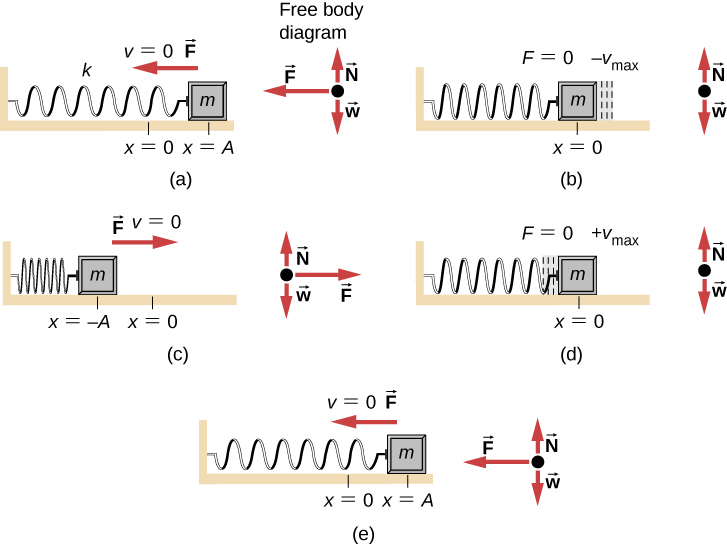 Free body
diagram
v = 0 F⃗
k
m
x = 0 x = A
F⃗
N⃗
w⃗
(a)
F = 0 –vmax
m
x = 0
N⃗
w⃗
(b)
F⃗ v = 0
m
x = –A x = 0
N⃗
w⃗ F⃗
(c)
F = 0 +vmax
m
x = 0
N⃗
w⃗
(d)
v = 0 F⃗
m
x = 0 x = A
F⃗ N⃗
w⃗
(e)